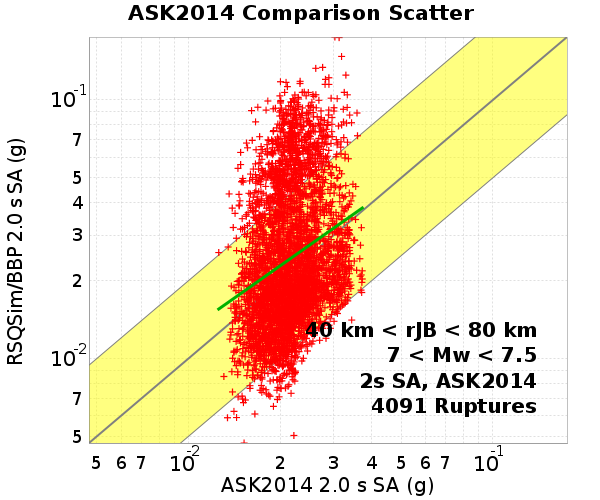 ASK2014 Comparison Scatter
RSQSim/BBP 2.0 s SA (g)
10-1
7
5
4
3
2
10-2
7
5
40 km < rJB < 80 km
7 < Mw < 7.5
2s SA, ASK2014
4091 Ruptures
5 6 7 10-2 2 3 4 5 6 7 10-1
ASK2014 2.0 s SA (g)